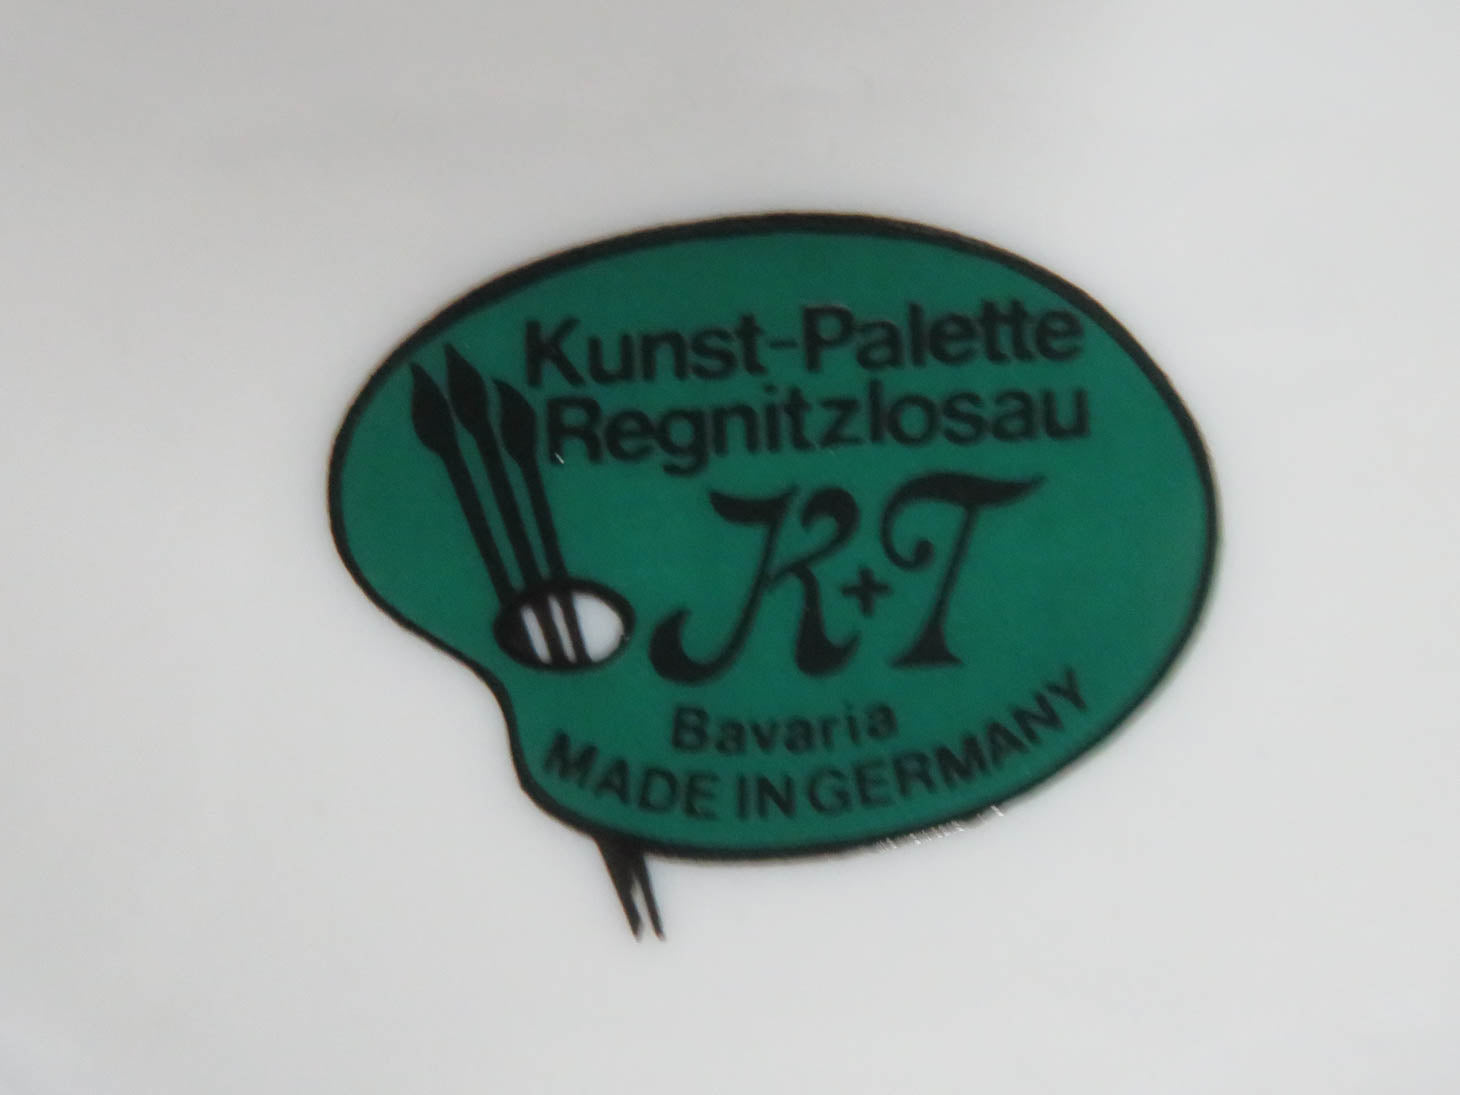 Kunst-Palette
Regnitzlosau
K+T
Bavaria
MADE IN GERMANY